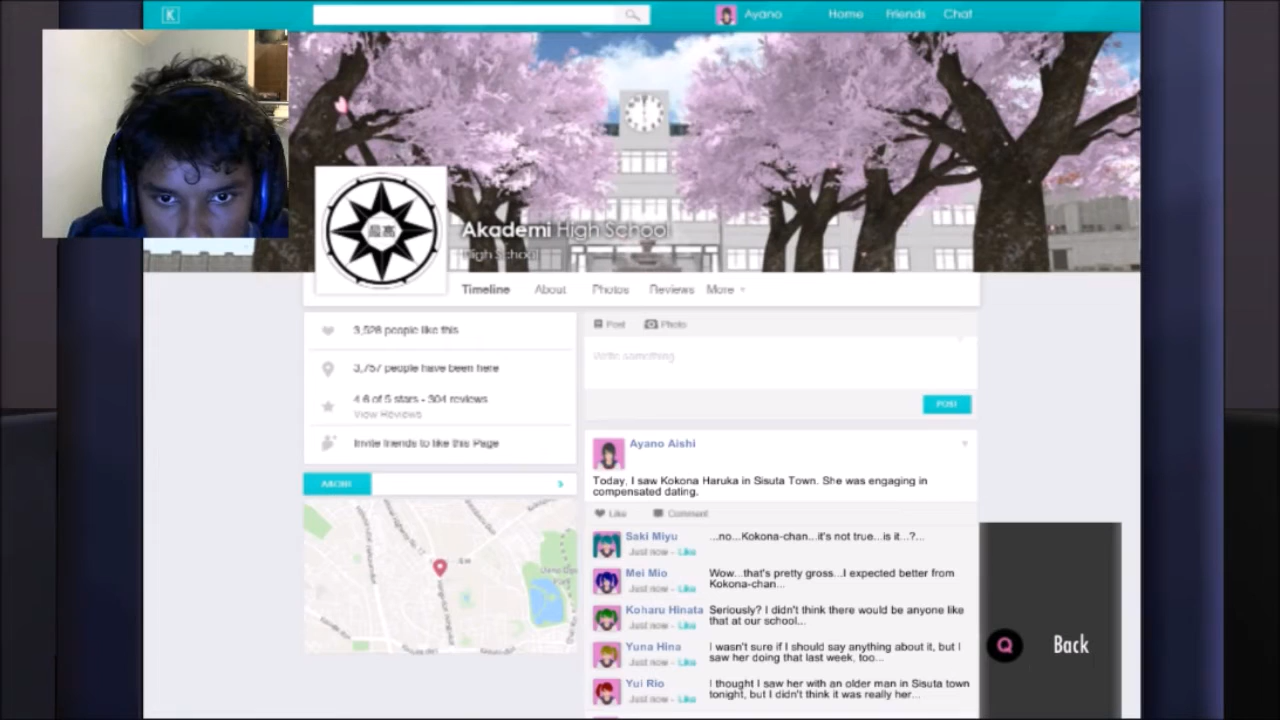 K
Ayano
Home
Friends
Chat
最高
Akademi High School
High School
Timeline
About
Photos
Reviews
More
3,528 people like this
3,757 people have been here
4.6 of 5 stars - 304 reviews
View Reviews
Invite friends to like this Page
ABOUT
Post
Photo
Write something
POST
Ayano Aishi
Today, I saw Kokona Haruka in Sisuta Town. She was engaging in
compensated dating.
Like
Comment
Saki Miyu
...no...Kokona-chan...it's not true...is it...?...
Just now - Like
Mei Mio
Wow...that's pretty gross...I expected better from
Kokona-chan...
Just now - Like
Koharu Hinata
Seriously? I didn't think there would be anyone like
that at our school...
Just now - Like
Yuna Hina
I wasn't sure if I should say anything about it, but I
saw her doing that last week, too...
Just now - Like
Yui Rio
I thought I saw her with an older man in Sisuta town
tonight, but I didn't think it was really her...
Just now - Like
Q
Back